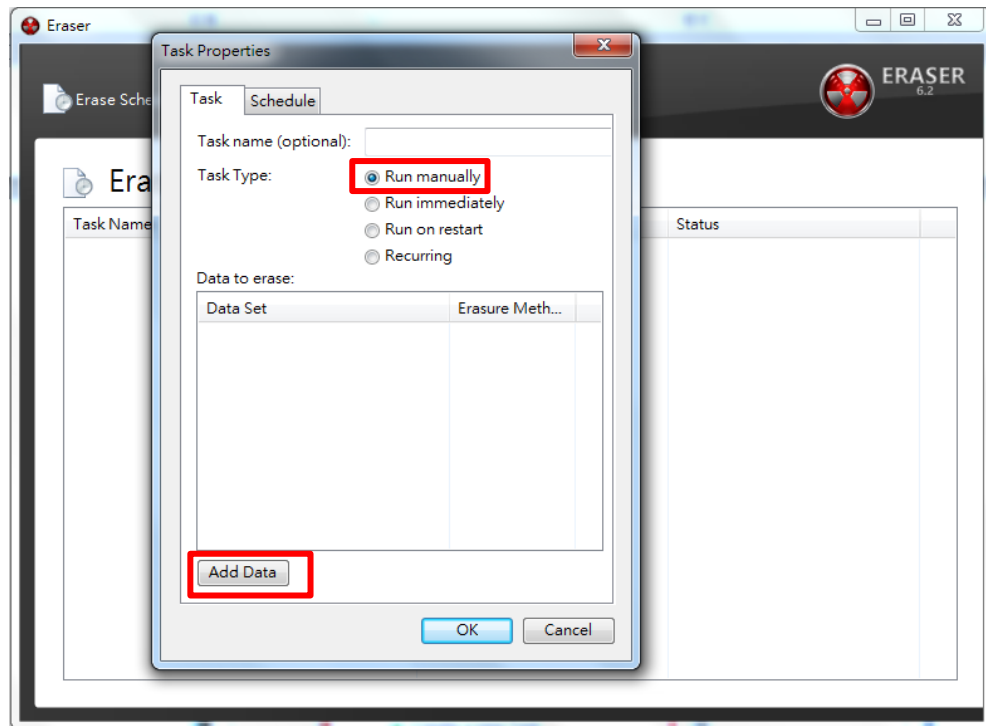 Eraser
Task Properties
ERASER
6.2
Erase Sche
Task
Schedule
Task name (optional):
Task Type:
Run manually
Run immediately
Run on restart
Recurring
Era
Task Name
Status
Data to erase:
Data Set
Erasure Meth...
Add Data
OK
Cancel